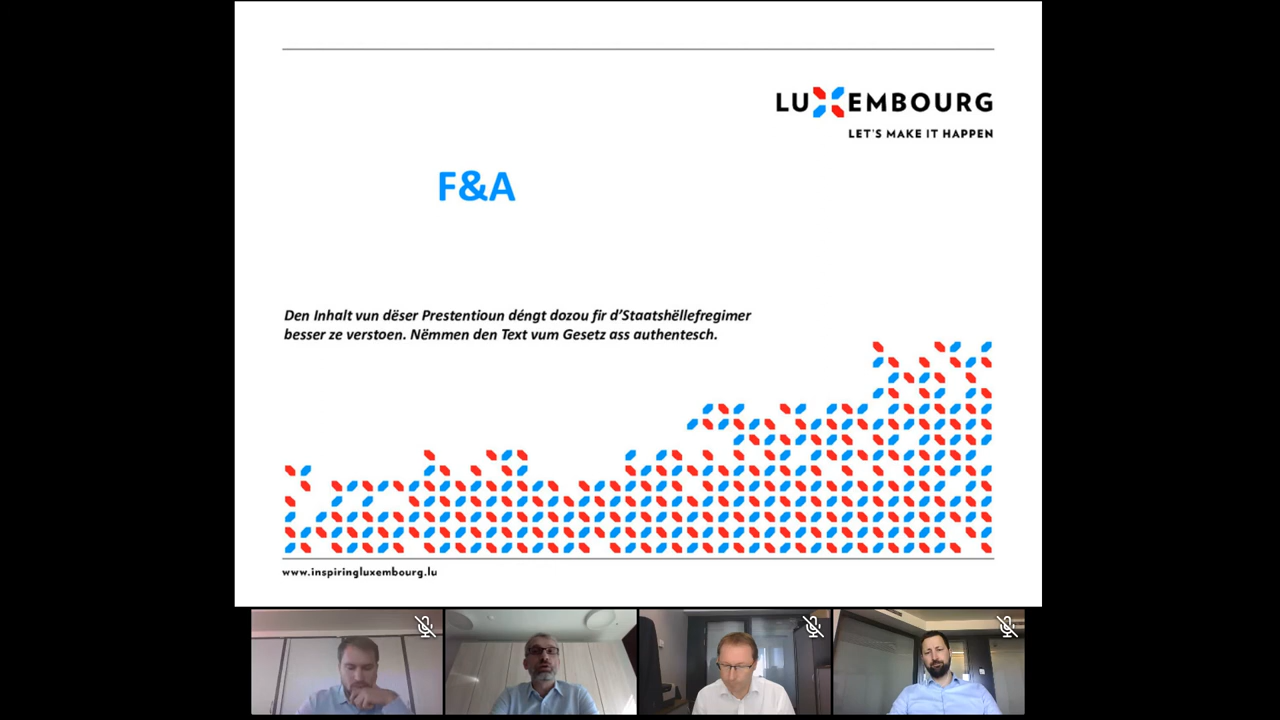 LUXEMBOURG
LET'S MAKE IT HAPPEN
F&A
Den Inhalt vun dëser Prestentioun déngt dozou fir d'Staatshëllefregimer
besser ze verstoen. Nëmmen den Text vum Gesetz ass authentesch.
www.inspiringluxembourg.lu